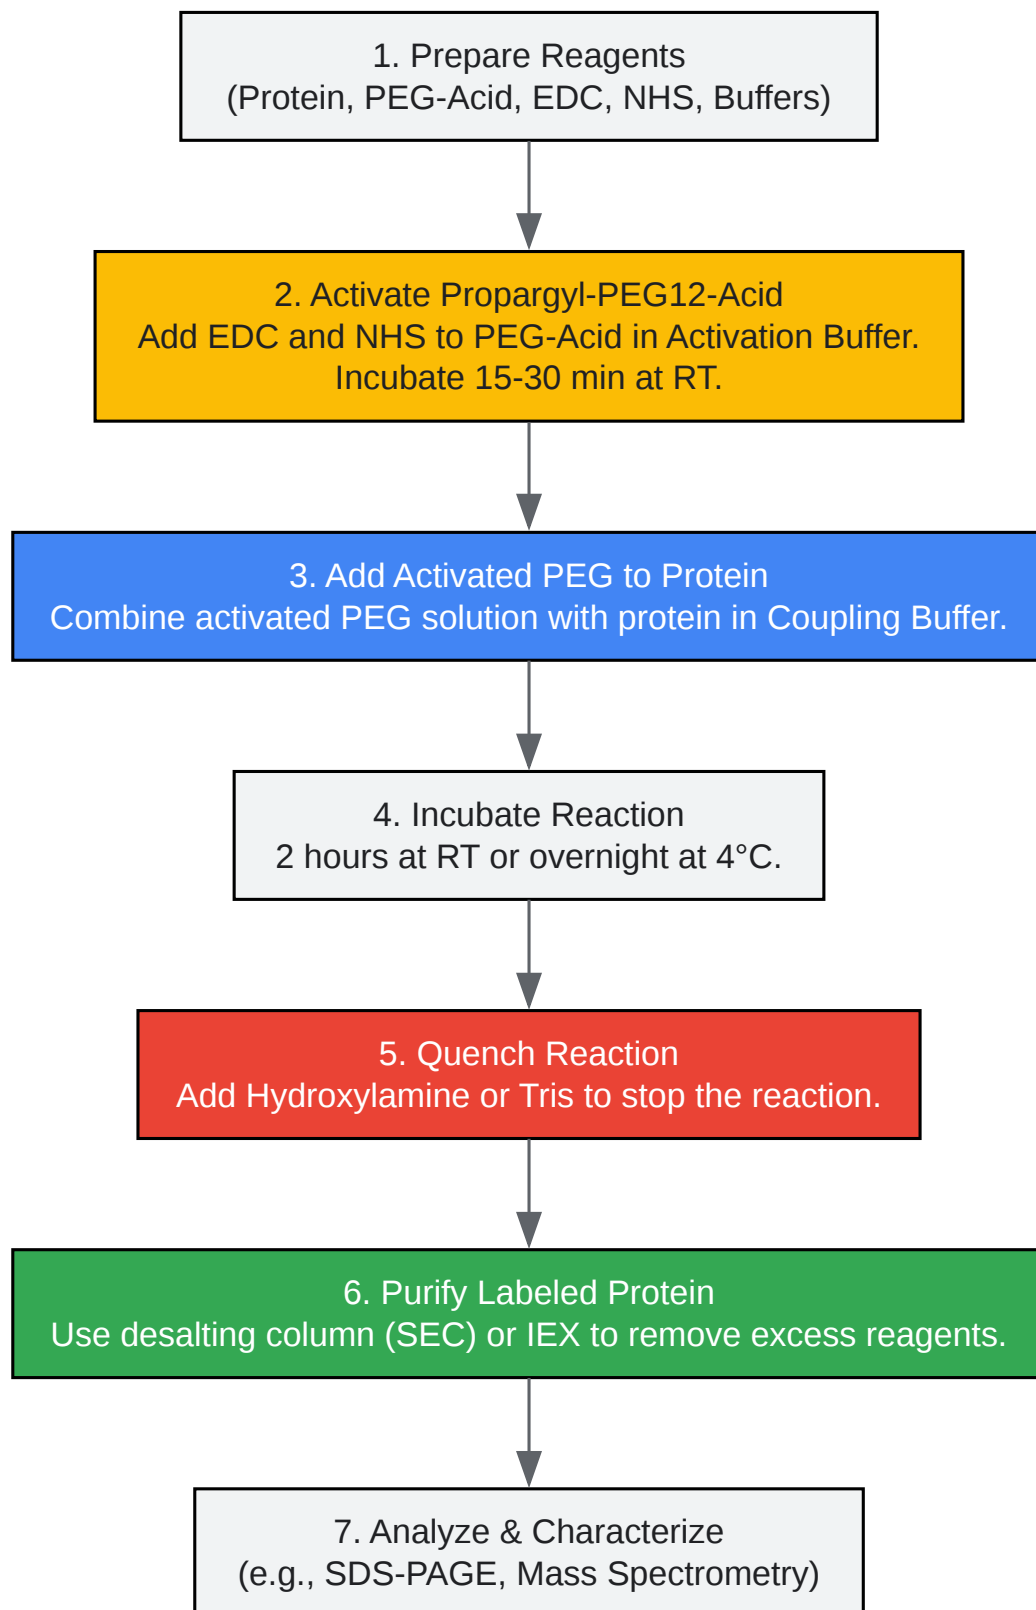 1. Prepare Reagents
(Protein, PEG-Acid, EDC, NHS, Buffers)
2. Activate Propargyl-PEG12-Acid
Add EDC and NHS to PEG-Acid in Activation Buffer.
Incubate 15-30 min at RT.
3. Add Activated PEG to Protein
Combine activated PEG solution with protein in Coupling Buffer.
4. Incubate Reaction
2 hours at RT or overnight at 4°C.
5. Quench Reaction
Add Hydroxylamine or Tris to stop the reaction.
6. Purify Labeled Protein
Use desalting column (SEC) or IEX to remove excess reagents.
7. Analyze & Characterize
(e.g., SDS-PAGE, Mass Spectrometry)